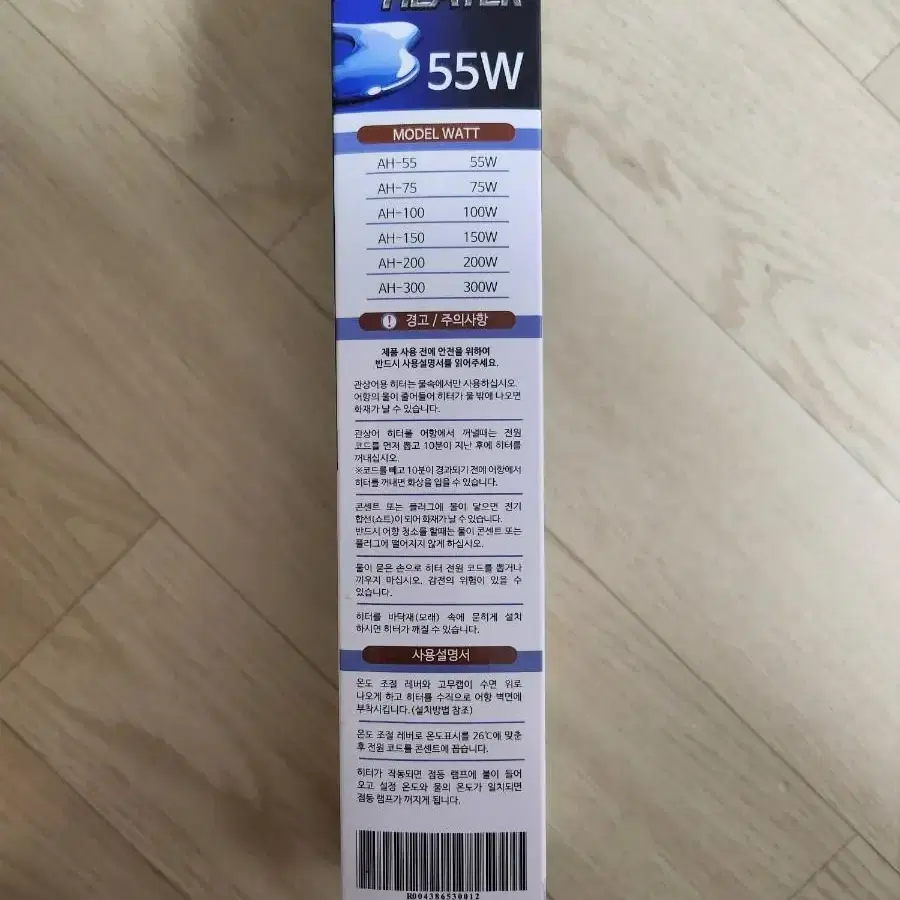 HEATER
55W
MODEL WATT
AH-55 55W
AH-75 75W
AH-100 100W
AH-150 150W
AH-200 200W
AH-300 300W
경고 / 주의사항
제품 사용 전에 안전을 위하여
반드시 사용설명서를 읽어주세요.
관상어용 히터는 물속에서만 사용하십시오.
어항의 물이 줄어들어 히터가 물 밖에 나오면
화재가 날 수 있습니다.
관상어 히터를 어항에서 꺼낼때는 전원
코드를 먼저 뽑고 10분이 지난 후에 히터를
꺼내십시오.
※코드를 빼고 10분이 경과되기 전에 어항에서
히터를 꺼내면 화상을 입을 수 있습니다.
콘센트 또는 플러그에 물이 닿으면 전기
합선(쇼트)이 되어 화재가 날 수 있습니다.
반드시 어항 청소를 할때는 물이 콘센트 또는
플러그에 떨어지지 않게 하십시오.
물이 묻은 손으로 히터 전원 코드를 뽑거나
끼우지 마십시오. 감전의 위험이 있을 수
있습니다.
히터를 바닥재(모래) 속에 묻히게 설치
하시면 히터가 깨질 수 있습니다.
사용설명서
온도 조절 레버와 고무캡이 수면 위로
나오게 하고 히터를 수직으로 어항 벽면에
부착시킵니다. (설치방법 참조)
온도 조절 레버로 온도표시를 26℃에 맞춘
후 전원 코드를 콘센트에 꼽습니다.
히터가 작동되면 점등 램프에 불이 들어
오고 설정 온도와 물의 온도가 일치되면
점등 램프가 꺼지게 됩니다.
R004386530012